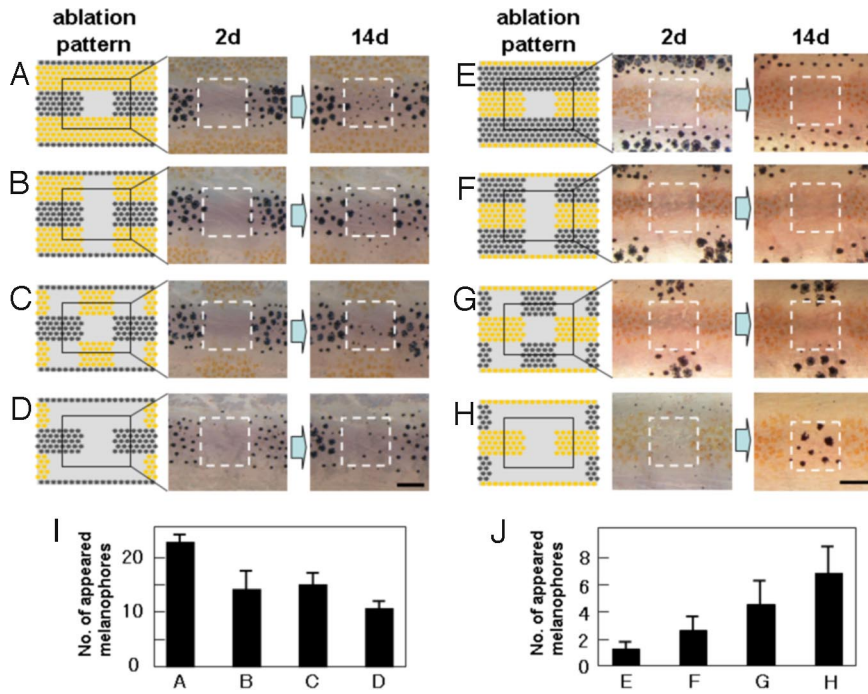 ablation pattern 2d 14d
ablation pattern 2d 14d
A
B
C
D
E
F
G
H
I
No. of appeared melanophores
20
10
0
A B C D
J
No. of appeared melanophores
8
6
4
2
0
E F G H